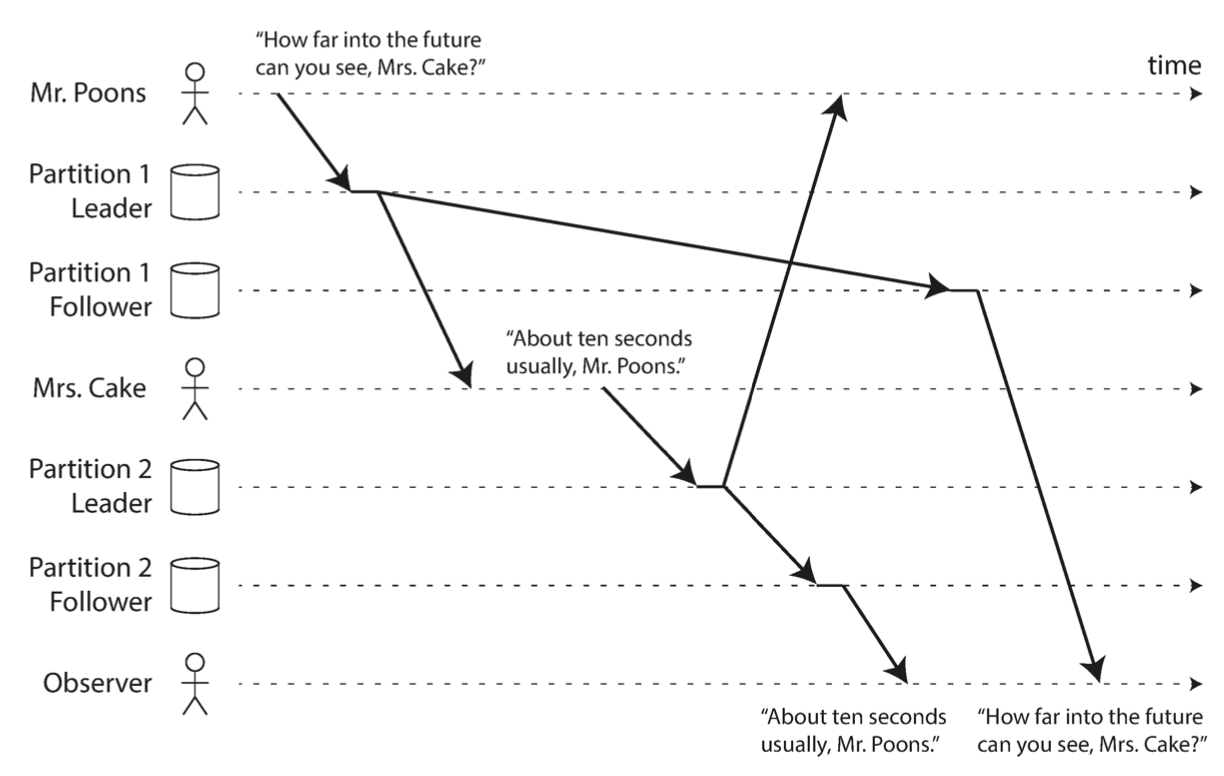 “How far into the future
can you see, Mrs. Cake?”
time
Mr. Poons
Partition 1
Leader
Partition 1
Follower
“About ten seconds
usually, Mr. Poons.”
Mrs. Cake
Partition 2
Leader
Partition 2
Follower
Observer
“About ten seconds
usually, Mr. Poons.”
“How far into the future
can you see, Mrs. Cake?”